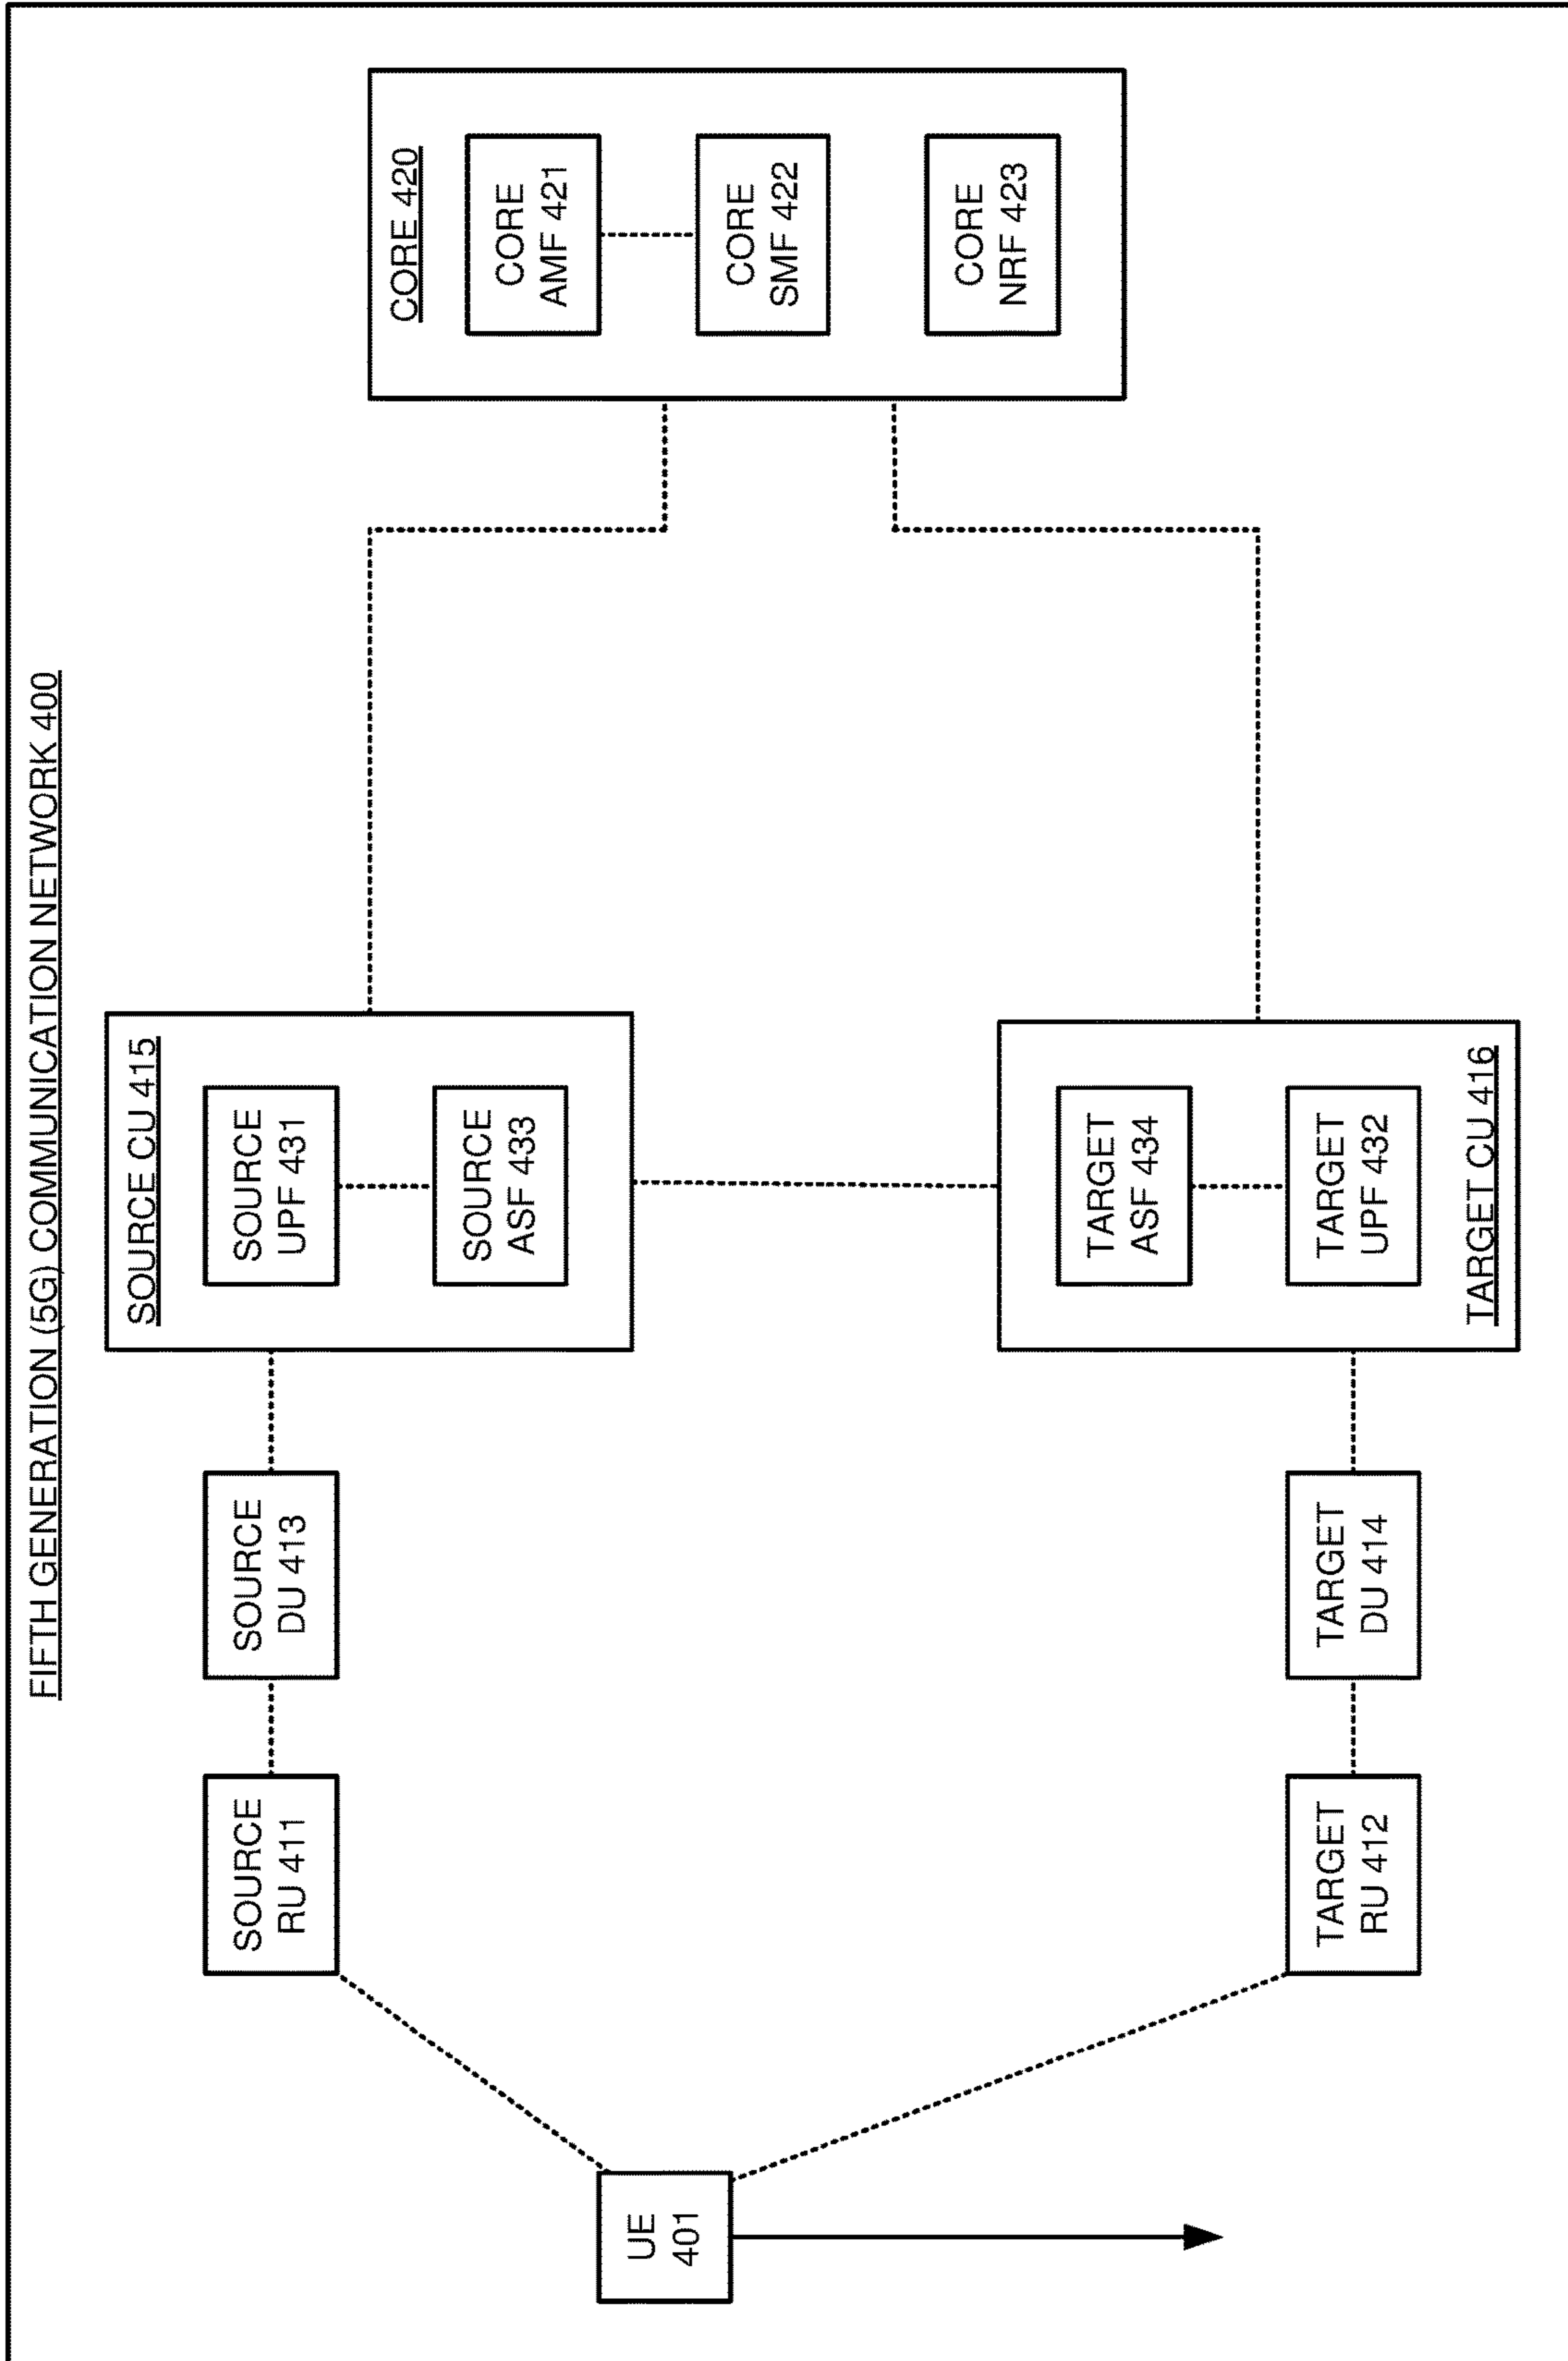 FIFTH GENERATION (5G) COMMUNICATION NETWORK 400
UE
401
SOURCE
RU 411
SOURCE
DU 413
SOURCE CU 415
SOURCE
UPF 431
SOURCE
ASF 433
TARGET
RU 412
TARGET
DU 414
TARGET
ASF 434
TARGET
UPF 432
TARGET CU 416
CORE 420
CORE
AMF 421
CORE
SMF 422
CORE
NRF 423